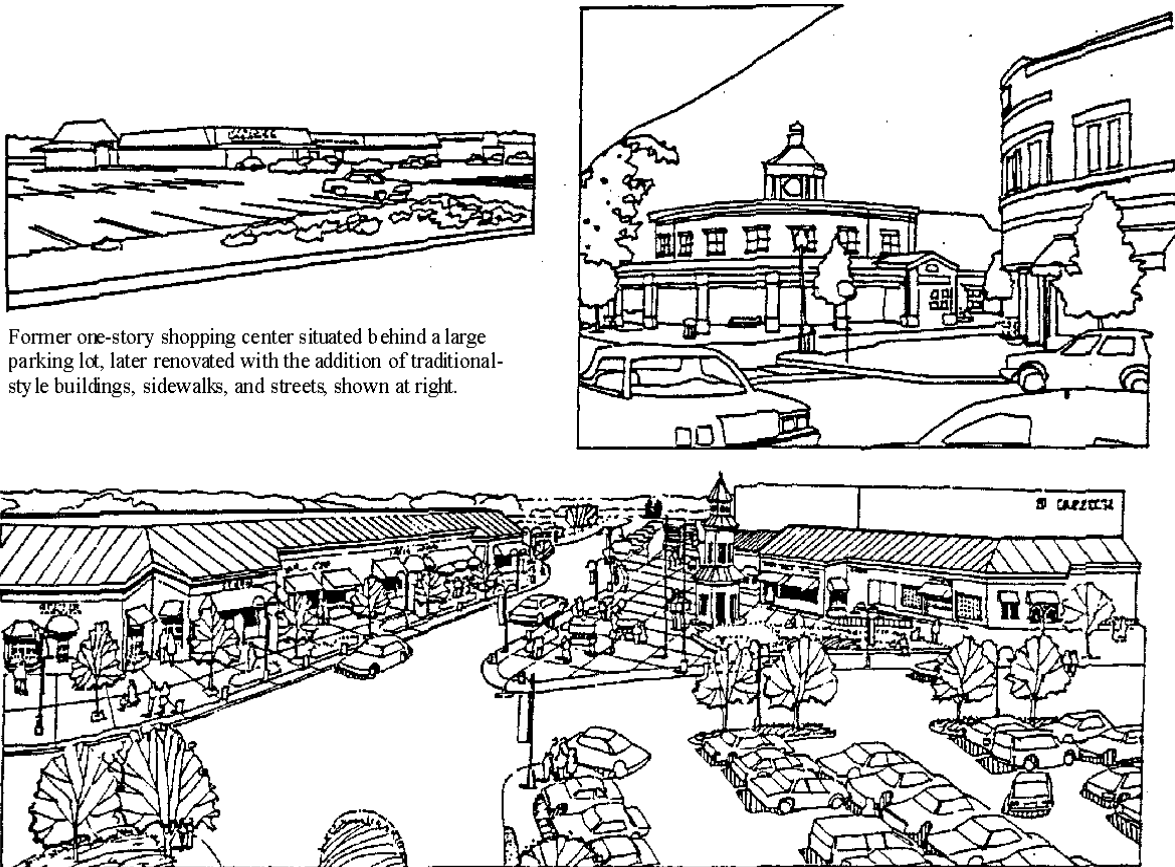 Former one-story shopping center situated behind a large
parking lot, later renovated with the addition of traditional-
style buildings, sidewalks, and streets, shown at right.